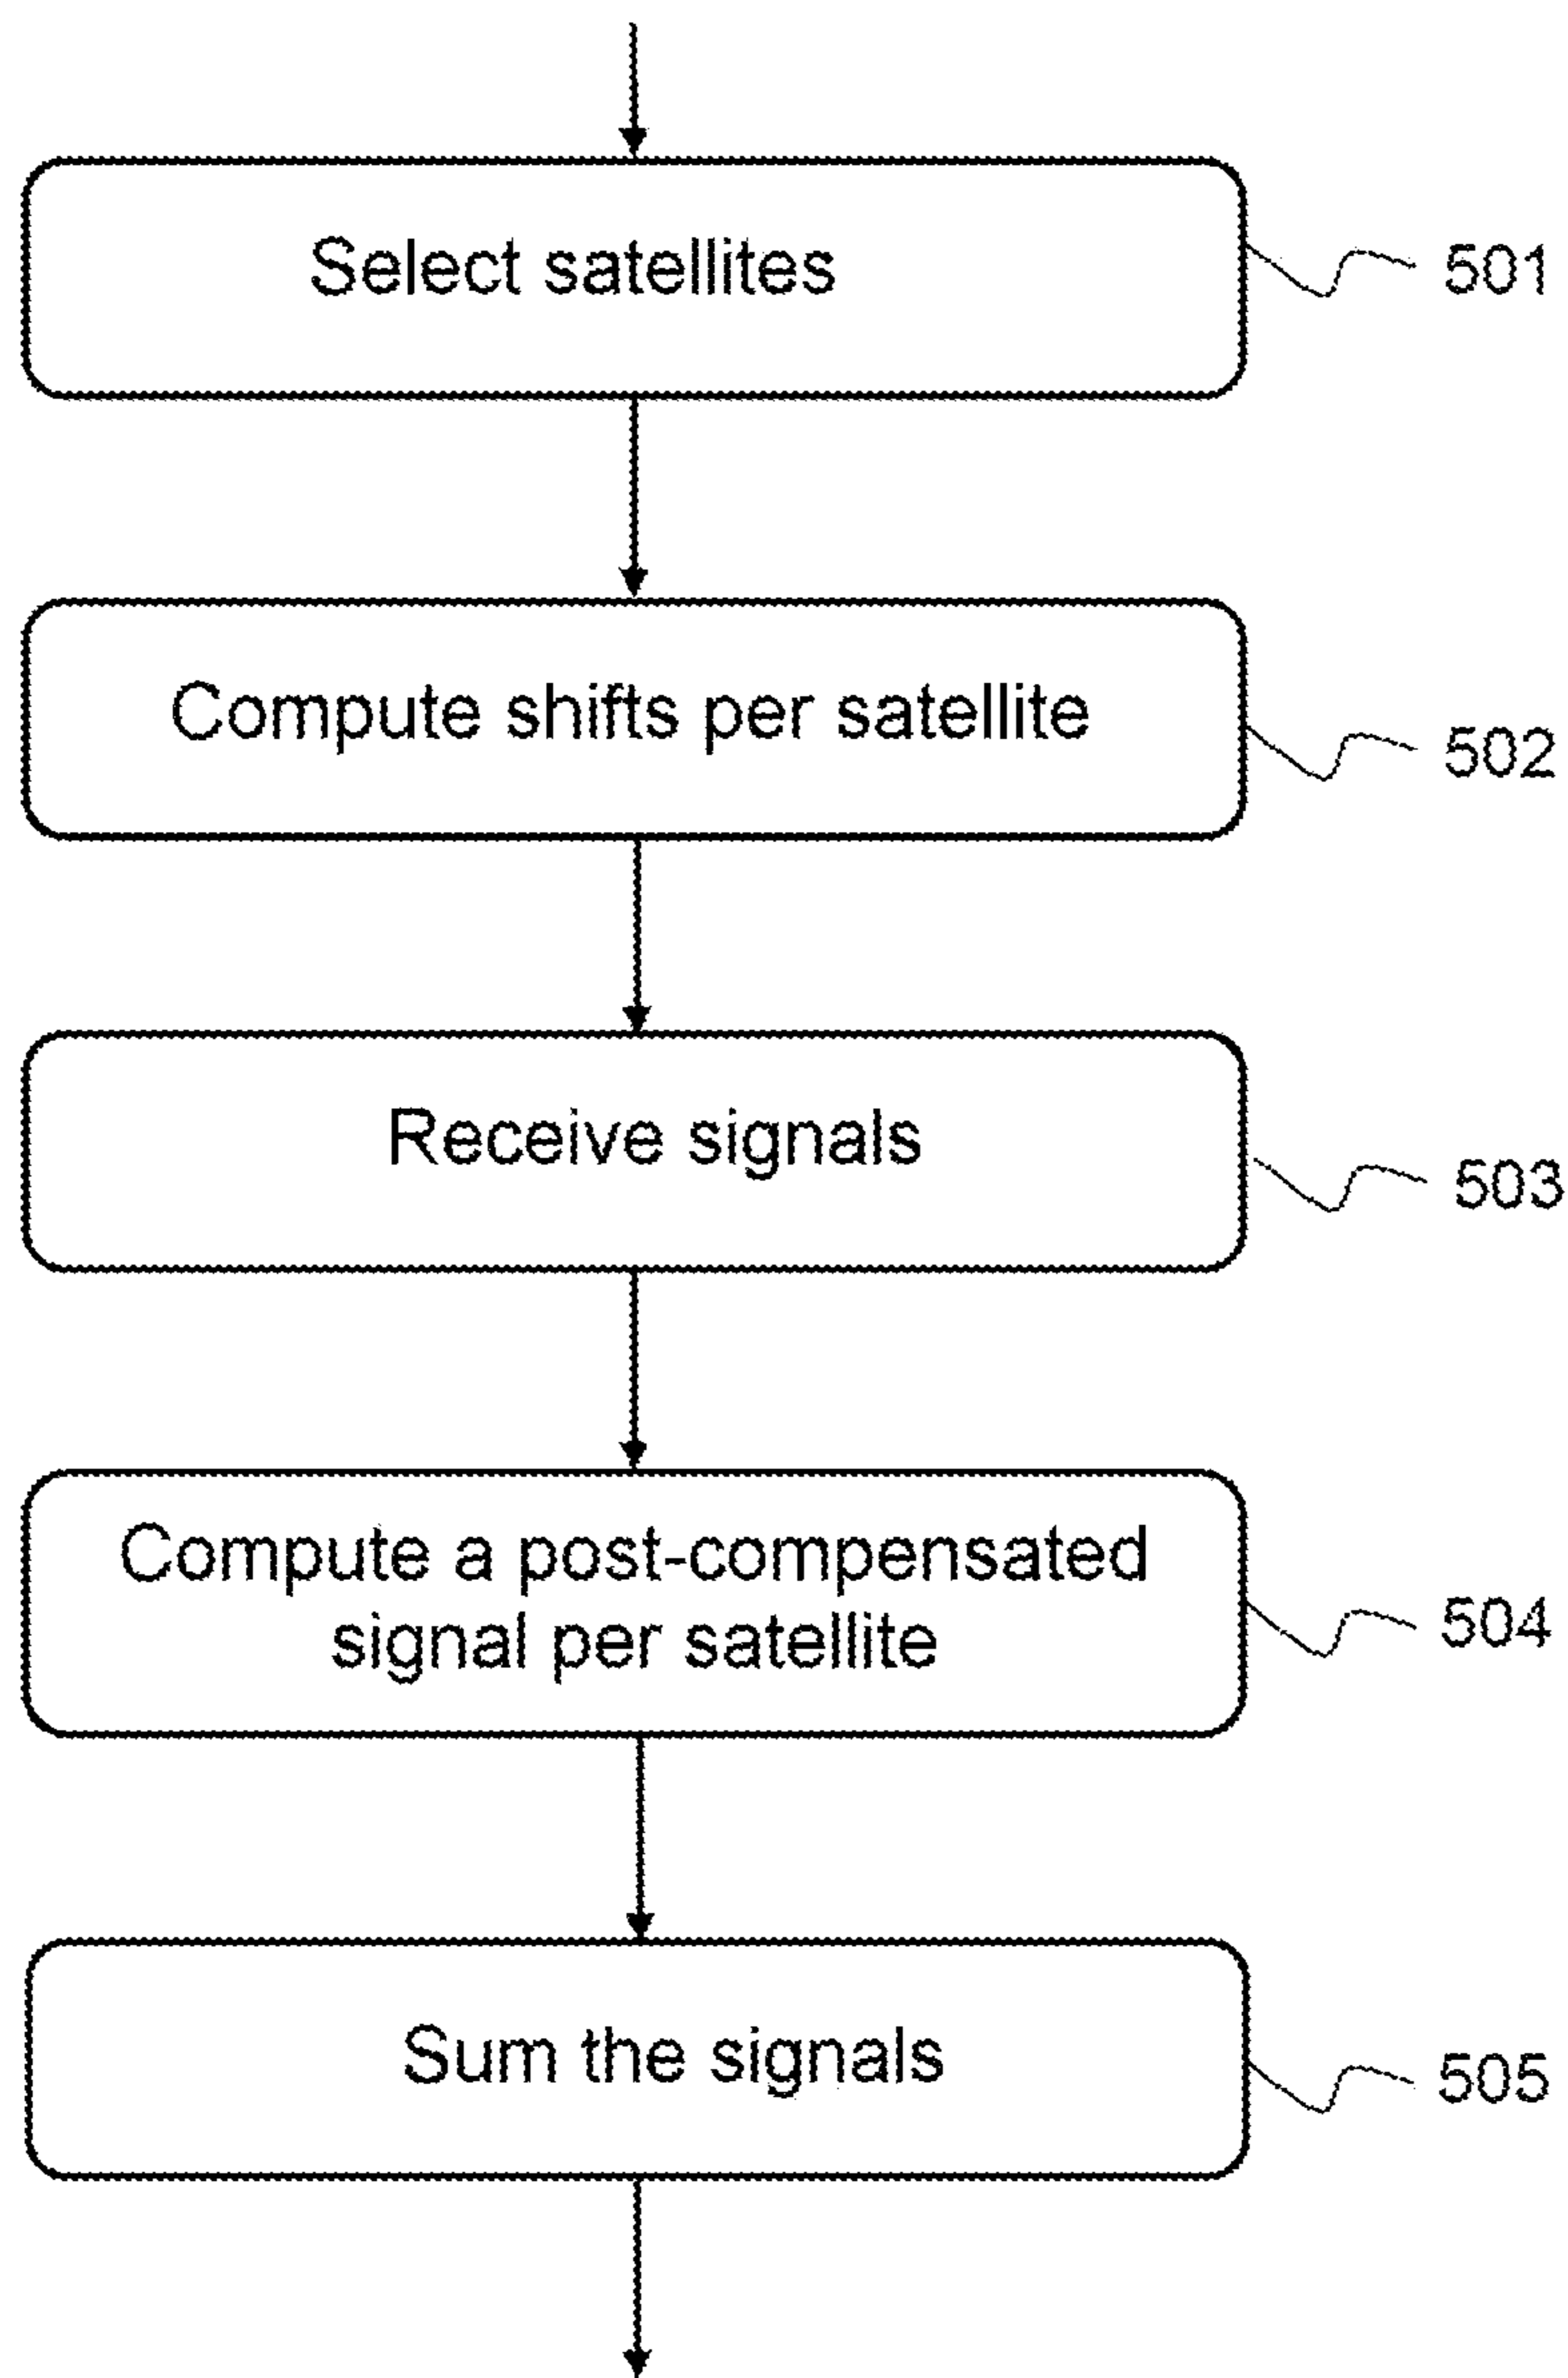 Select satellites
501
Compute shifts per satellite
502
Receive signals
503
Compute a post-compensated
signal per satellite
504
Sum the signals
505